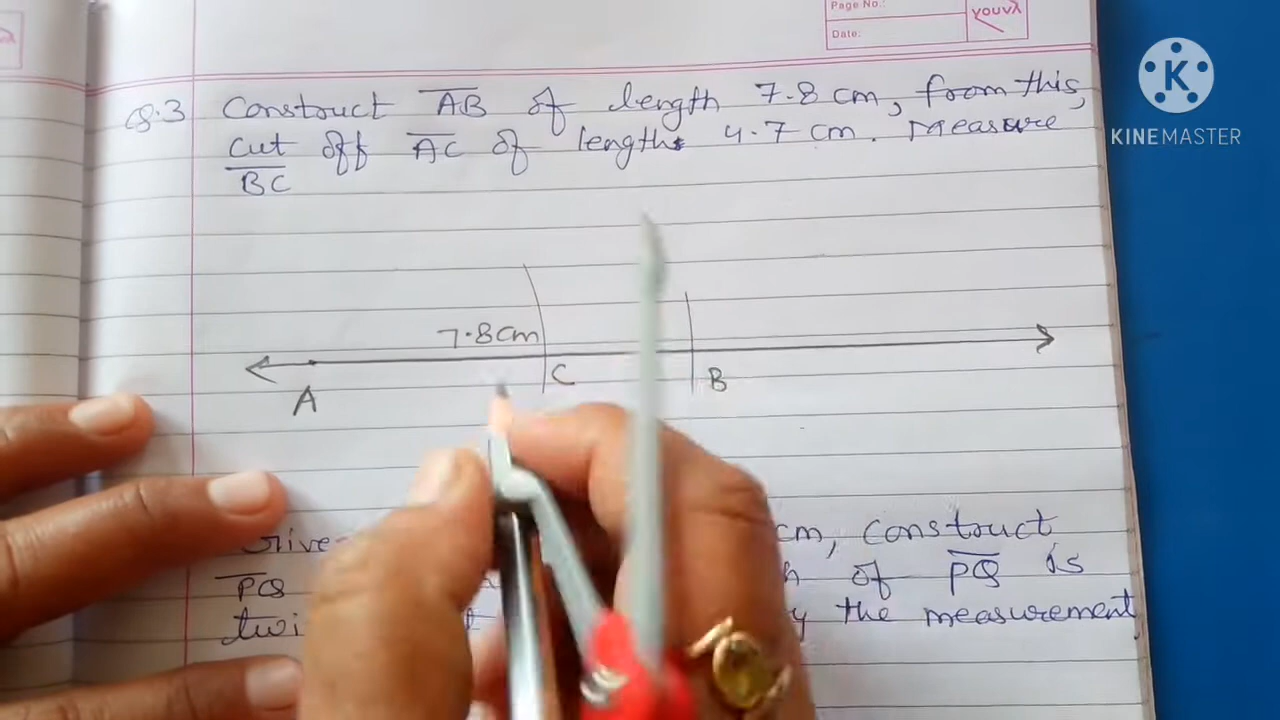 Page No.:
youva
Date:
Q.3 Construct AB of length 7.8 cm, from this,
cut off AC of length 4.7 cm. Measure
BC
K
KINEMASTER
7.8cm
A
C
B
cm, construct
PQ of PQ is
the measurement